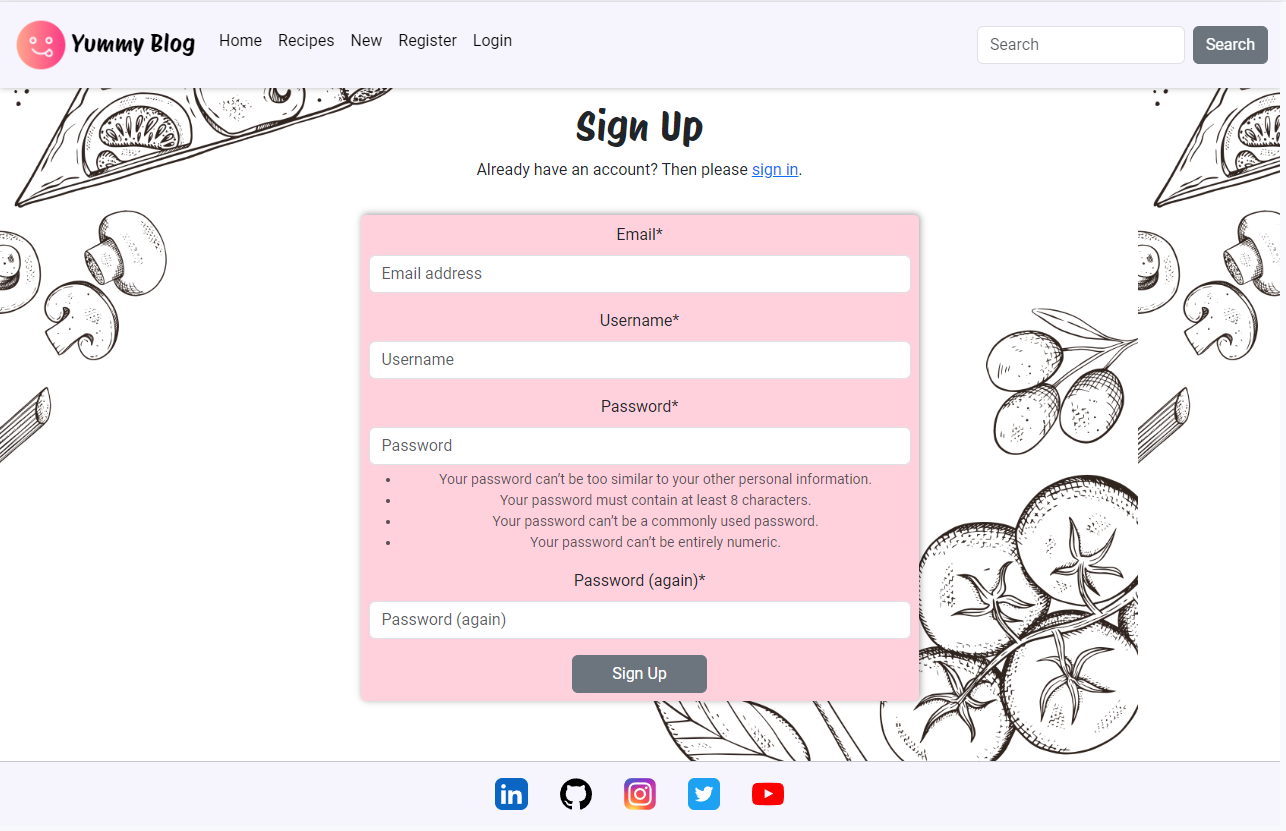 Yummy Blog Home Recipes New Register Login Search Search
Sign Up
Already have an account? Then please sign in.
Email*
Email address
Username*
Username
Password*
Password
Your password can’t be too similar to your other personal information.
Your password must contain at least 8 characters.
Your password can’t be a commonly used password.
Your password can’t be entirely numeric.
Password (again)*
Password (again)
Sign Up
in